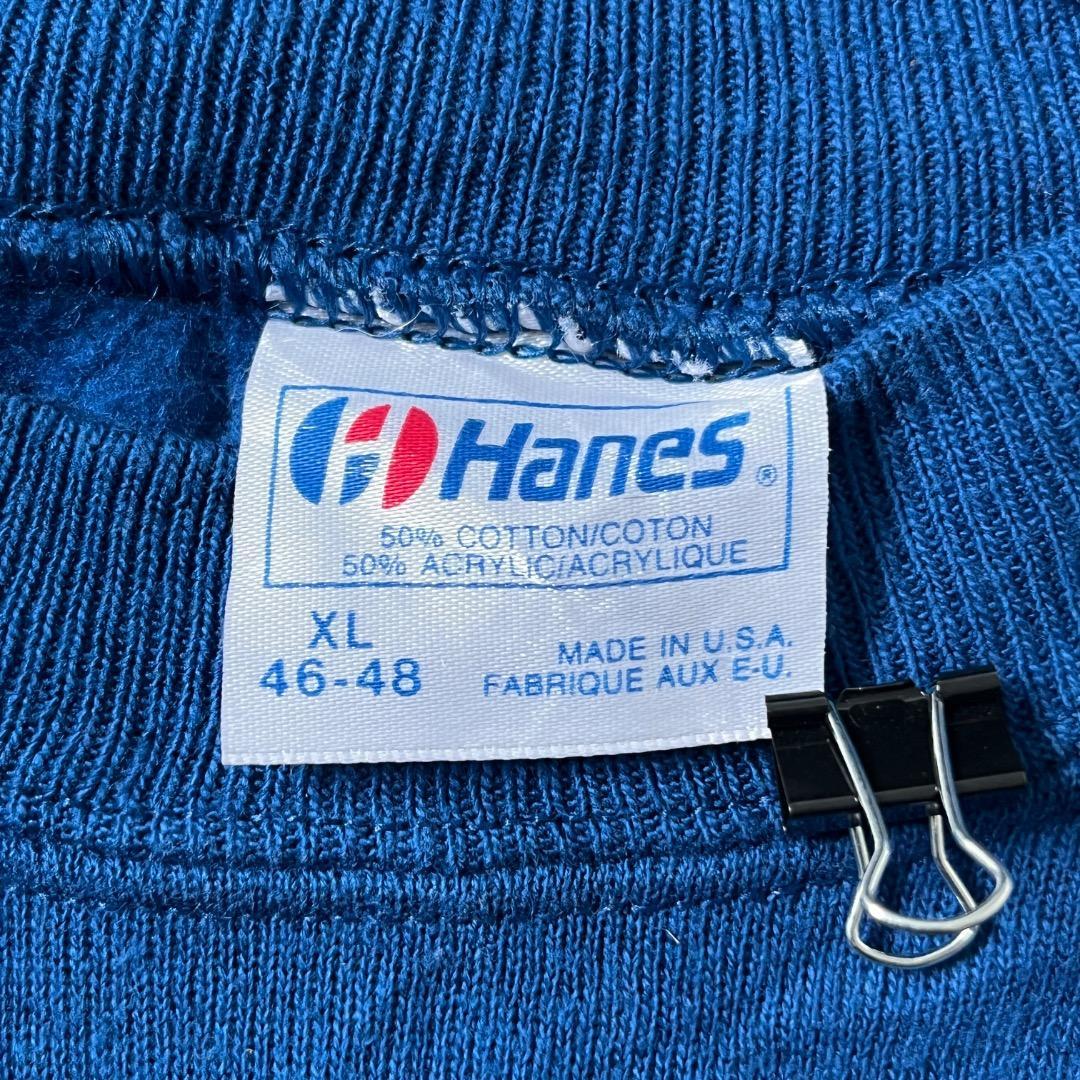 Hanes®
50% COTTON/COTON
50% ACRYLIC/ACRYLIQUE
XL
46-48
MADE IN U.S.A.
FABRIQUE AUX E-U.